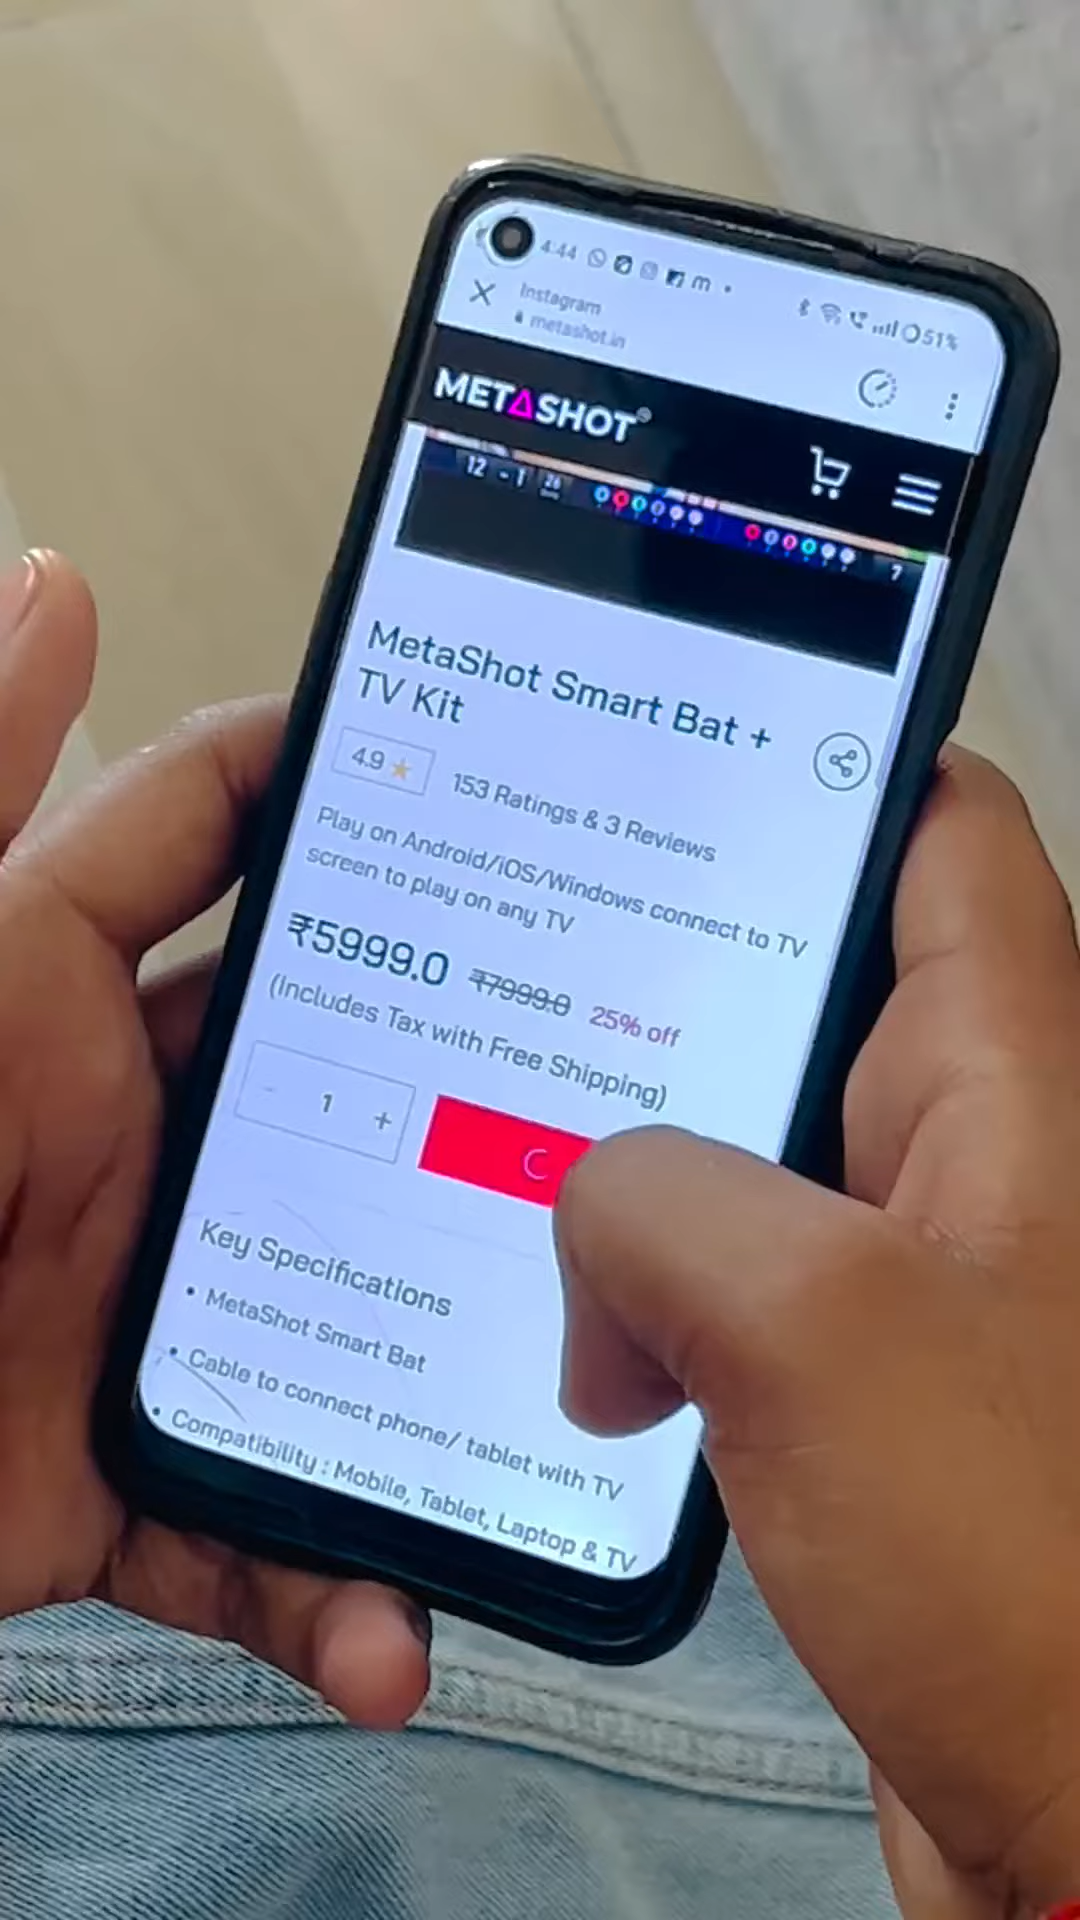 4:44
m
51%
Instagram
metashot.in
METASHOT®
12 - 1 26
7
MetaShot Smart Bat +
TV Kit
4.9
153 Ratings & 3 Reviews
Play on Android/iOS/Windows connect to TV
screen to play on any TV
₹5999.0 ₹7999.0 25% off
(Includes Tax with Free Shipping)
- 1 +
Key Specifications
• MetaShot Smart Bat
• Cable to connect phone/ tablet with TV
• Compatibility : Mobile, Tablet, Laptop & TV